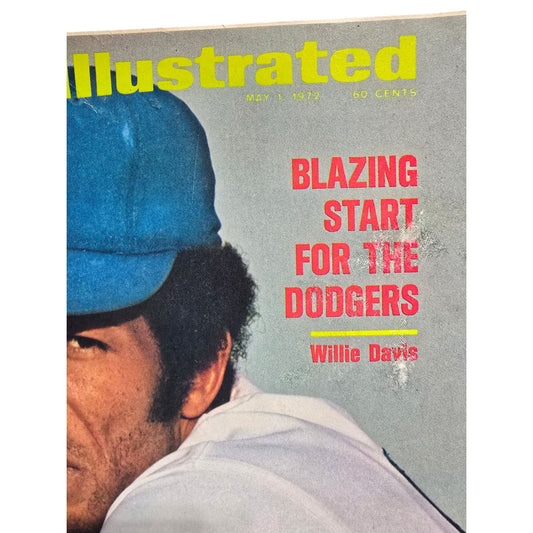 Illustrated
MAY 1, 1972 60 CENTS
BLAZING
START
FOR THE
DODGERS
Willie Davis